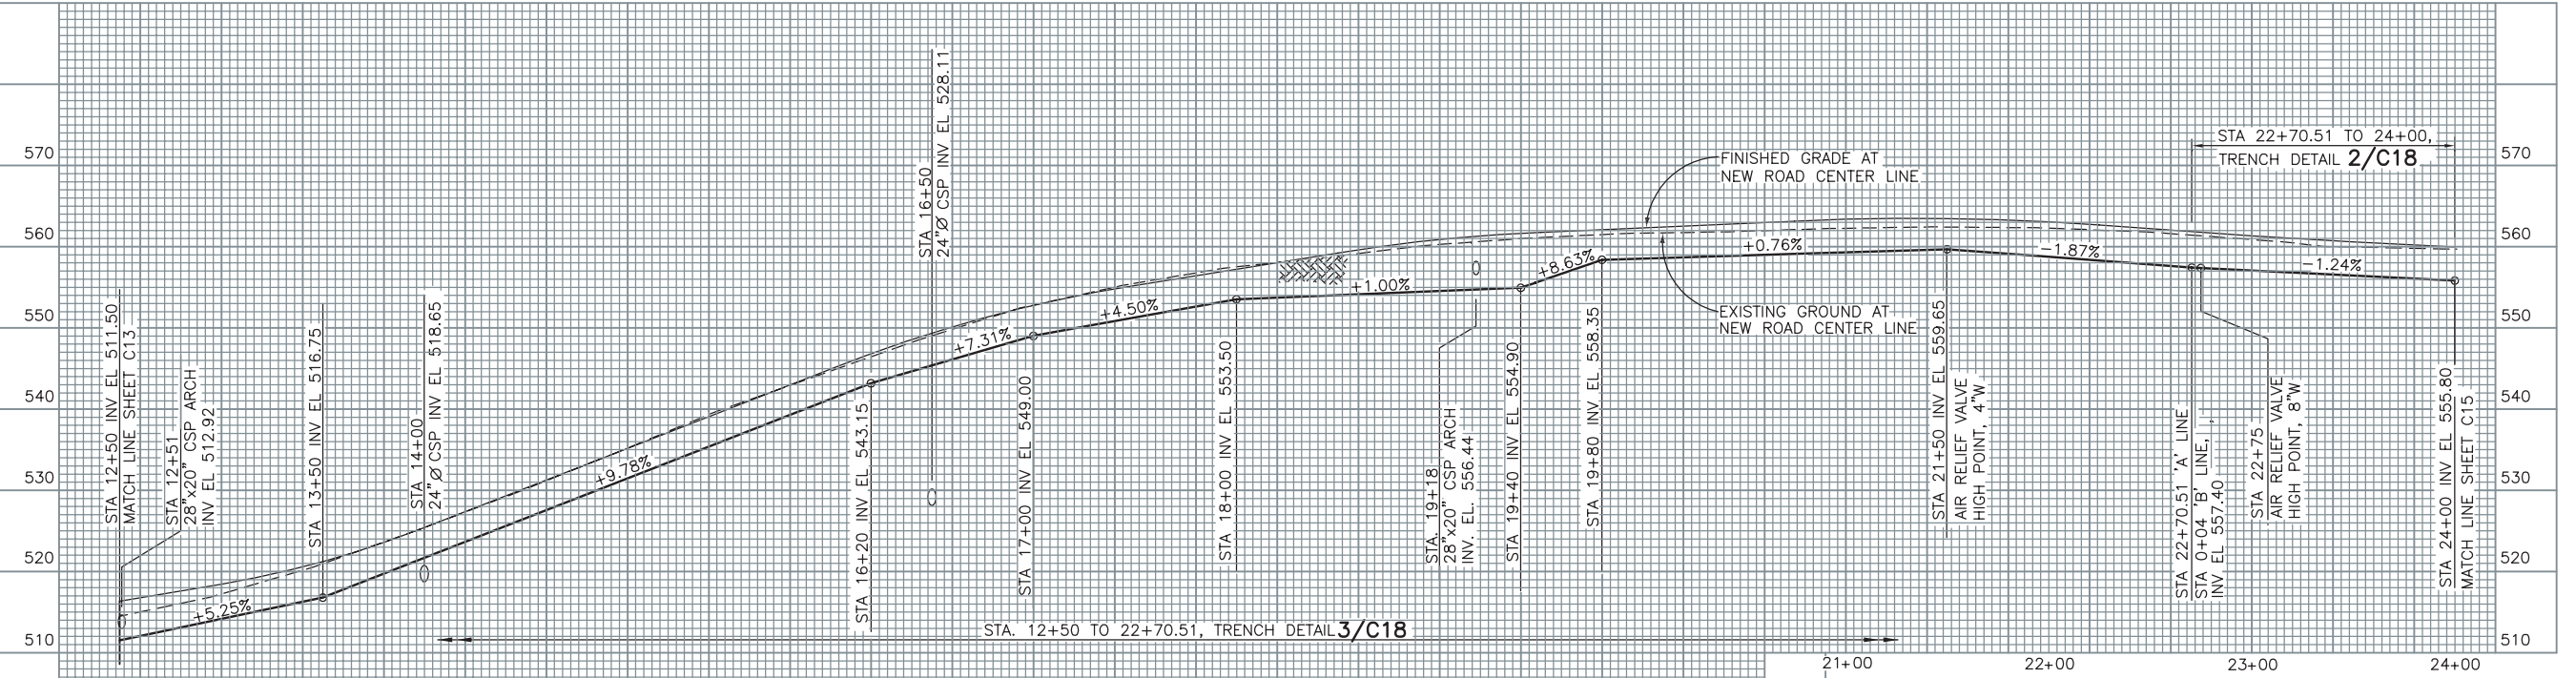 570
560
550
540
530
520
510
STA 12+50 INV EL 511.50
MATCH LINE SHEET C13
STA 12+51
28"x20" CSP ARCH
INV EL 512.92
+5.25%
STA 13+50 INV EL 516.75
STA 14+00
24"Ø CSP INV EL 518.65
+9.78%
STA 16+20 INV EL 543.15
STA 16+50
24"Ø CSP INV EL 528.11
+7.31%
STA 17+00 INV EL 549.00
+4.50%
STA 18+00 INV EL 553.50
+1.00%
STA. 19+18
28"x20" CSP ARCH
INV. EL. 556.44
STA 19+40 INV EL 554.90
+8.63%
STA 19+80 INV EL 558.35
FINISHED GRADE AT
NEW ROAD CENTER LINE
+0.76%
EXISTING GROUND AT
NEW ROAD CENTER LINE
STA 21+50 INV EL 559.65
AIR RELIEF VALVE
HIGH POINT, 4"W
-1.87%
STA 22+70.51 TO 24+00,
TRENCH DETAIL 2/C18
-1.24%
STA 22+70.51 'A' LINE
STA 0+04 'B' LINE,
INV EL 557.40
STA 22+75
AIR RELIEF VALVE
HIGH POINT, 8"W
STA 24+00 INV EL 555.80
MATCH LINE SHEET C15
STA. 12+50 TO 22+70.51, TRENCH DETAIL 3/C18
570
560
550
540
530
520
510
21+00
22+00
23+00
24+00